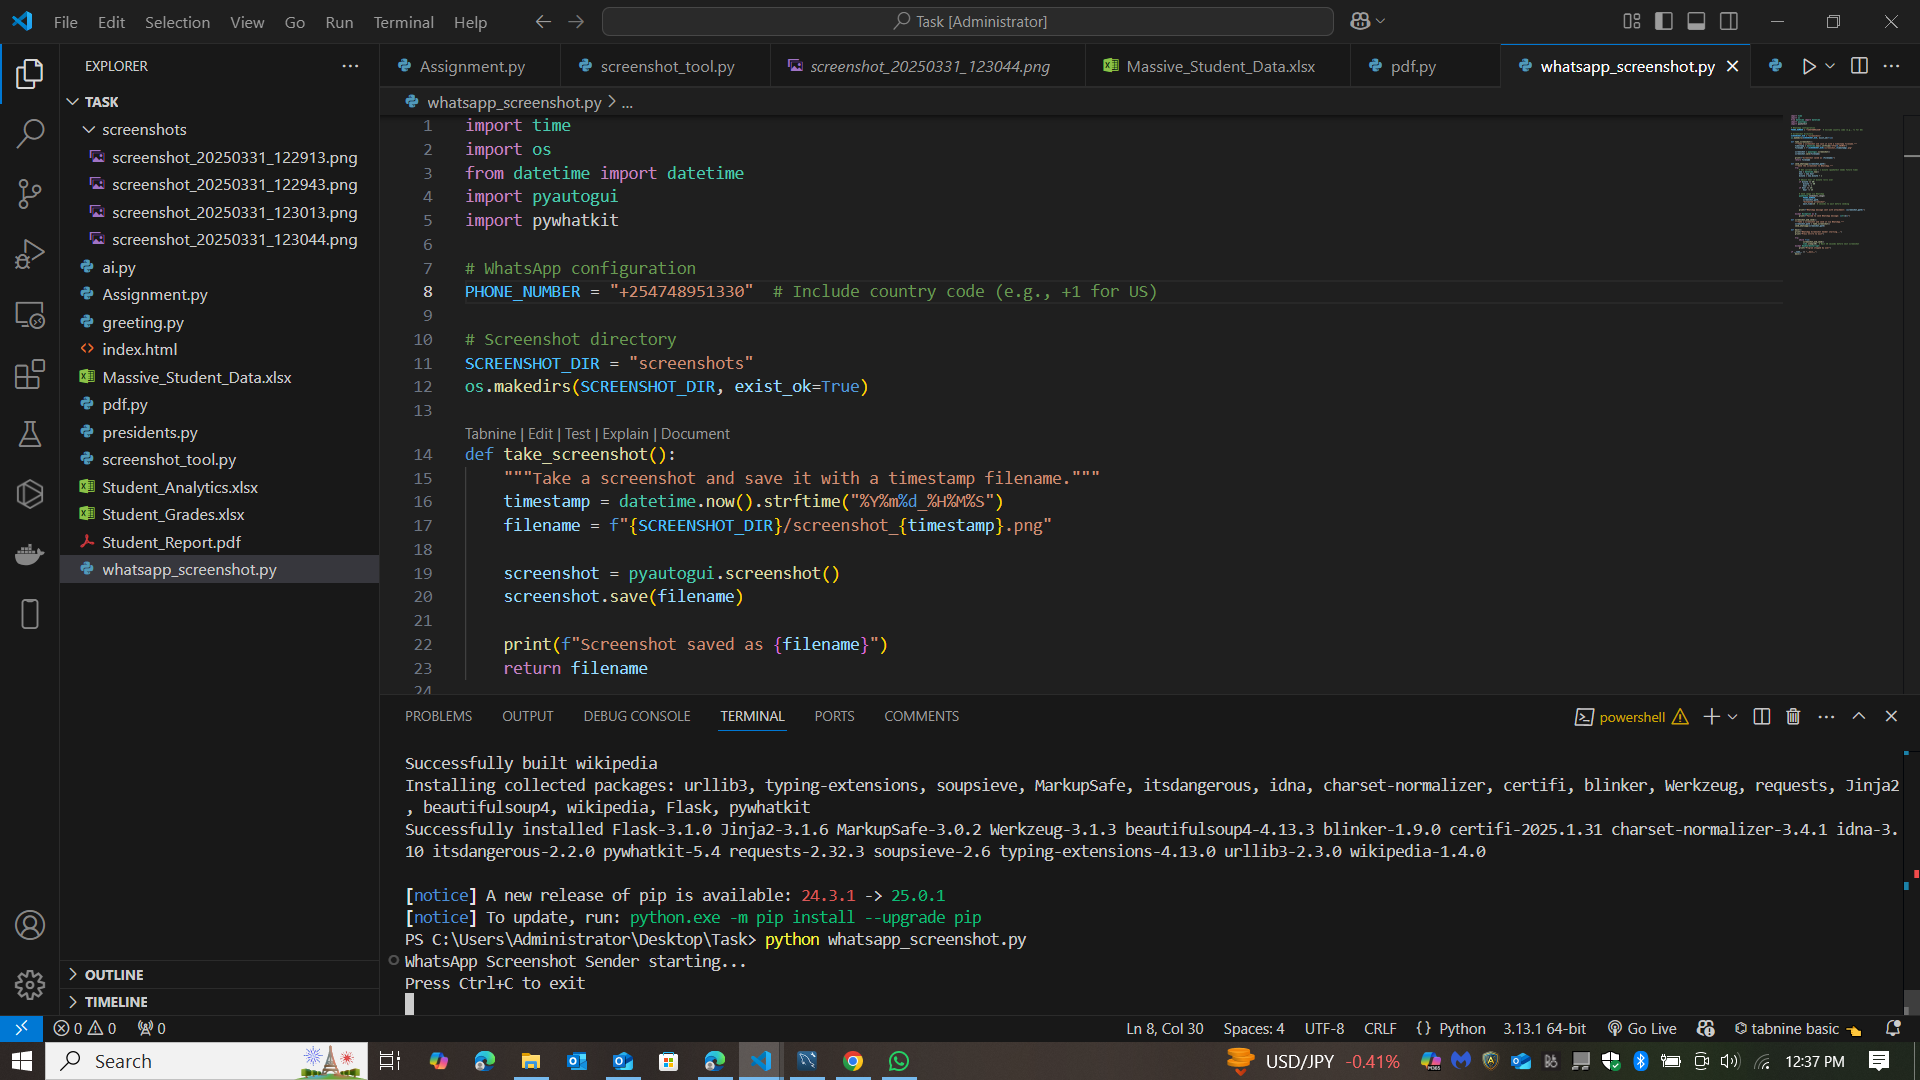 File Edit Selection View Go Run Terminal Help
Task [Administrator]
EXPLORER
TASK
screenshots
screenshot_20250331_122913.png
screenshot_20250331_122943.png
screenshot_20250331_123013.png
screenshot_20250331_123044.png
ai.py
Assignment.py
greeting.py
index.html
Massive_Student_Data.xlsx
pdf.py
presidents.py
screenshot_tool.py
Student_Analytics.xlsx
Student_Grades.xlsx
Student_Report.pdf
whatsapp_screenshot.py
OUTLINE
TIMELINE
Assignment.py screenshot_tool.py screenshot_20250331_123044.png Massive_Student_Data.xlsx pdf.py whatsapp_screenshot.py
whatsapp_screenshot.py > ...
1 import time
2 import os
3 from datetime import datetime
4 import pyautogui
5 import pywhatkit
6
7 # WhatsApp configuration
8 PHONE_NUMBER = "+254748951330"  # Include country code (e.g., +1 for US)
9
10 # Screenshot directory
11 SCREENSHOT_DIR = "screenshots"
12 os.makedirs(SCREENSHOT_DIR, exist_ok=True)
13
Tabnine | Edit | Test | Explain | Document
14 def take_screenshot():
15     """Take a screenshot and save it with a timestamp filename."""
16     timestamp = datetime.now().strftime("%Y%m%d_%H%M%S")
17     filename = f"{SCREENSHOT_DIR}/screenshot_{timestamp}.png"
18
19     screenshot = pyautogui.screenshot()
20     screenshot.save(filename)
21
22     print(f"Screenshot saved as {filename}")
23     return filename
24
PROBLEMS OUTPUT DEBUG CONSOLE TERMINAL PORTS COMMENTS
powershell
Successfully built wikipedia
Installing collected packages: urllib3, typing-extensions, soupsieve, MarkupSafe, itsdangerous, idna, charset-normalizer, certifi, blinker, Werkzeug, requests, Jinja2
, beautifulsoup4, wikipedia, Flask, pywhatkit
Successfully installed Flask-3.1.0 Jinja2-3.1.6 MarkupSafe-3.0.2 Werkzeug-3.1.3 beautifulsoup4-4.13.3 blinker-1.9.0 certifi-2025.1.31 charset-normalizer-3.4.1 idna-3.
10 itsdangerous-2.2.0 pywhatkit-5.4 requests-2.32.3 soupsieve-2.6 typing-extensions-4.13.0 urllib3-2.3.0 wikipedia-1.4.0
[notice] A new release of pip is available: 24.3.1 -> 25.0.1
[notice] To update, run: python.exe -m pip install --upgrade pip
PS C:\Users\Administrator\Desktop\Task> python whatsapp_screenshot.py
WhatsApp Screenshot Sender starting...
Press Ctrl+C to exit
0 0 0 Ln 8, Col 30 Spaces: 4 UTF-8 CRLF {} Python 3.13.1 64-bit Go Live tabnine basic
Search USD/JPY -0.41% 12:37 PM